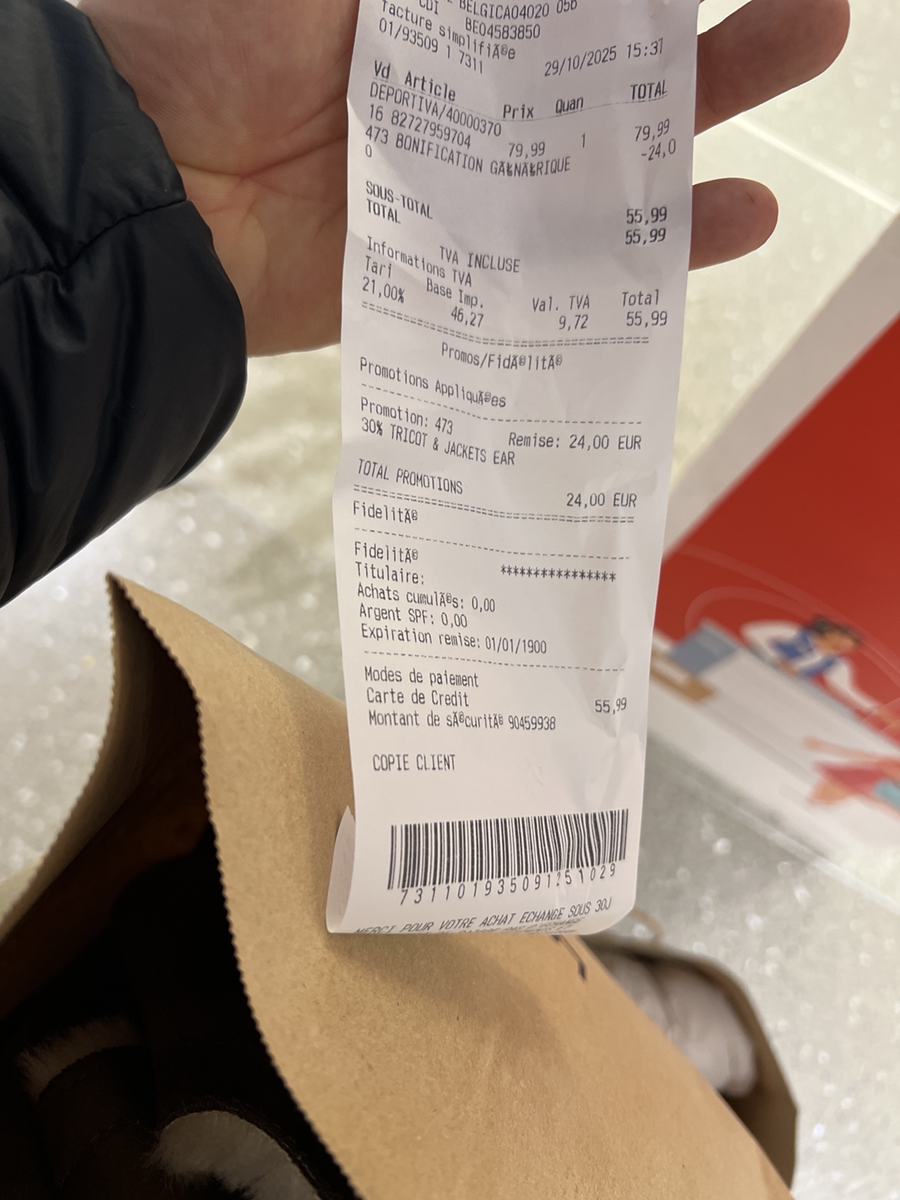 BELGICA04020 05b
CDI BE04583850
facture simplifiÃ®e
01/93509 1 7311 29/10/2025 15:37
Vd Article Prix Quan TOTAL
DEPORTIVA/40000370
16 82727959704 79,99 1 79,99
473 BONIFICATION GÃ‰NÃ‰RIQUE -24,0
0
SOUS-TOTAL 55,99
TOTAL 55,99
TVA INCLUSE
Informations TVA
Tari Base Imp. Val. TVA Total
21,00% 46,27 9,72 55,99
Promos/FidÃ©litÃ©
Promotions AppliquÃ©es
Promotion: 473 Remise: 24,00 EUR
30% TRICOT & JACKETS EAR
TOTAL PROMOTIONS 24,00 EUR
FidelitÃ©
FidelitÃ©
Titulaire: ***************
Achats cumulÃ©s: 0,00
Argent SPF: 0,00
Expiration remise: 01/01/1900
Modes de paiement
Carte de Credit 55,99
Montant de sÃ©curitÃ© 90459938
COPIE CLIENT
731101935091251029
MERCI POUR VOTRE ACHAT ECHANGE SOUS 30J